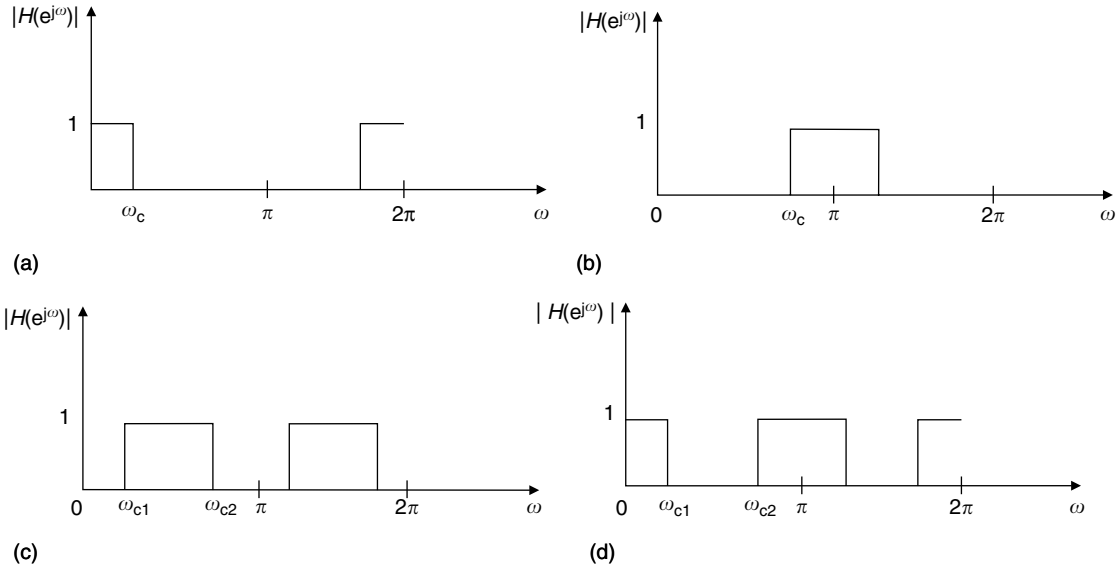 |H(e^jω)|
1
ω_c
π
2π
ω
(a)
|H(e^jω)|
1
0
ω_c
π
2π
ω
(b)
|H(e^jω)|
1
0
ω_c1
ω_c2
π
2π
ω
(c)
| H(e^jω) |
1
0
ω_c1
ω_c2
π
2π
ω
(d)